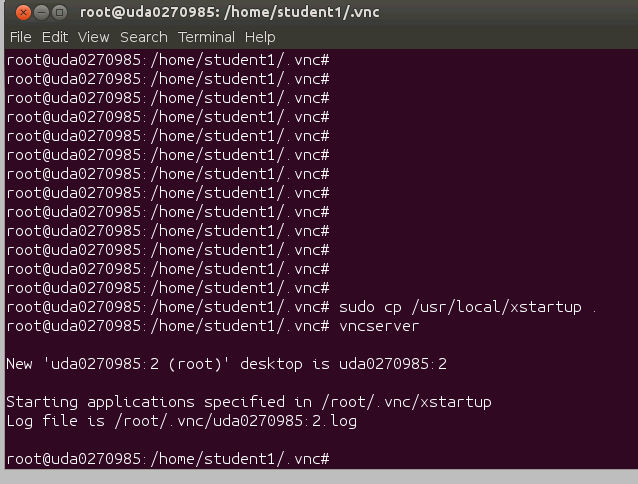 root@uda0270985: /home/student1/.vnc
File Edit View Search Terminal Help
root@uda0270985:/home/student1/.vnc#
root@uda0270985:/home/student1/.vnc#
root@uda0270985:/home/student1/.vnc#
root@uda0270985:/home/student1/.vnc#
root@uda0270985:/home/student1/.vnc#
root@uda0270985:/home/student1/.vnc#
root@uda0270985:/home/student1/.vnc#
root@uda0270985:/home/student1/.vnc#
root@uda0270985:/home/student1/.vnc#
root@uda0270985:/home/student1/.vnc#
root@uda0270985:/home/student1/.vnc#
root@uda0270985:/home/student1/.vnc#
root@uda0270985:/home/student1/.vnc#
root@uda0270985:/home/student1/.vnc# sudo cp /usr/local/xstartup .
root@uda0270985:/home/student1/.vnc# vncserver
New 'uda0270985:2 (root)' desktop is uda0270985:2
Starting applications specified in /root/.vnc/xstartup
Log file is /root/.vnc/uda0270985:2.log
root@uda0270985:/home/student1/.vnc#